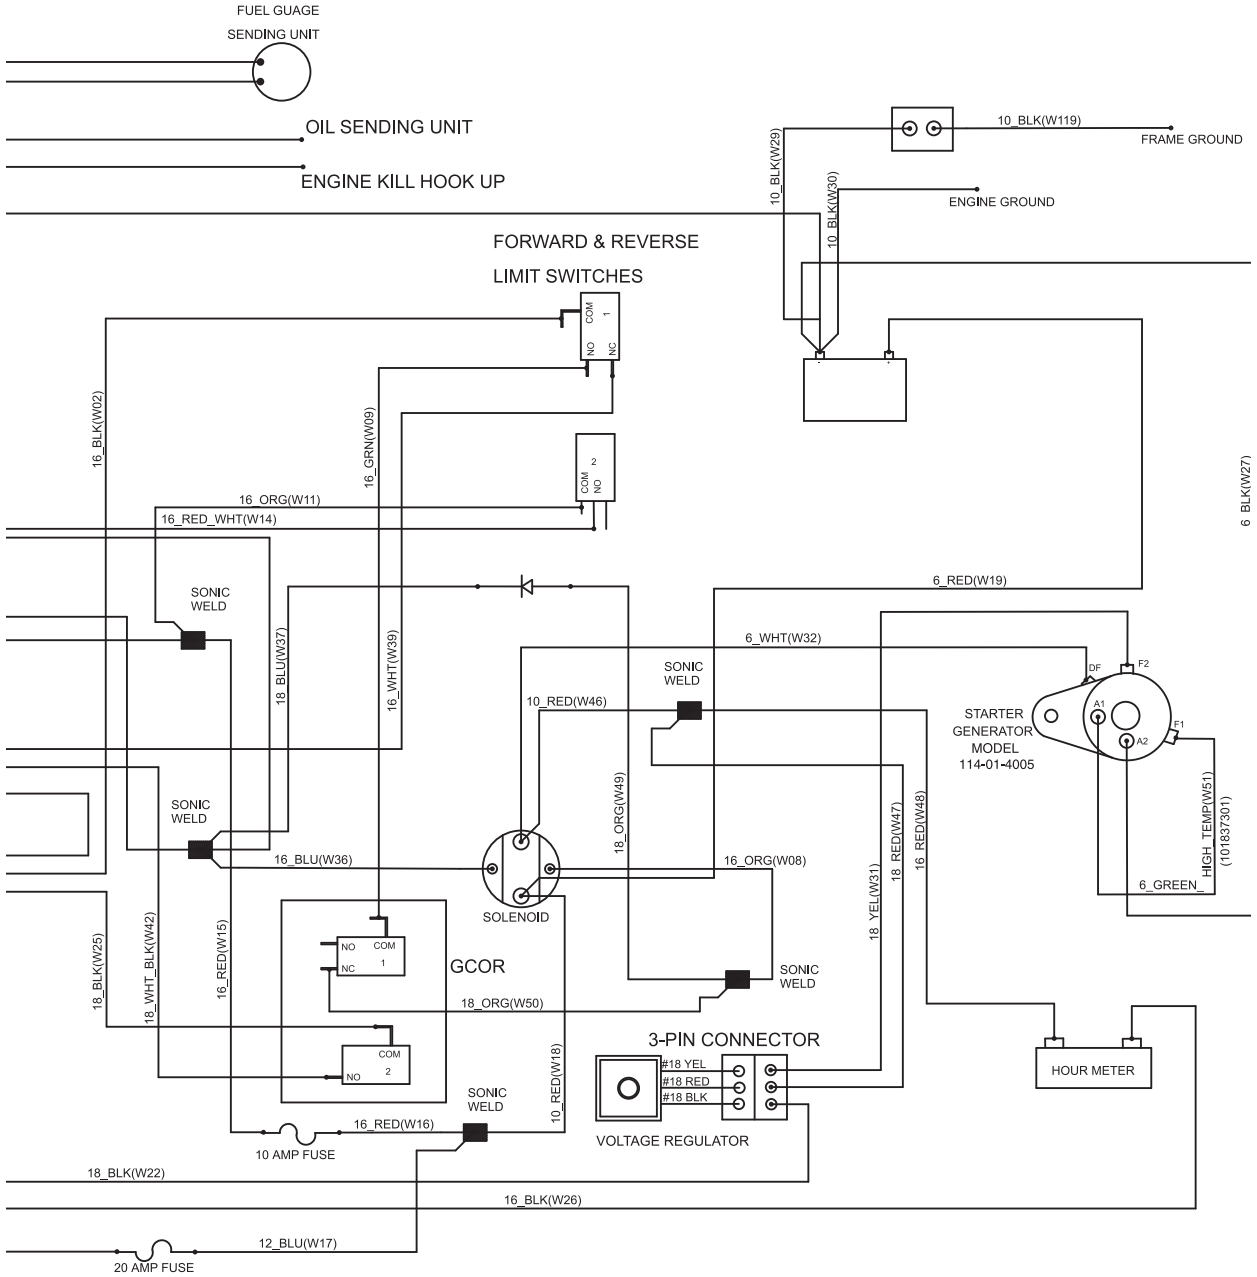 FUEL GUAGE
SENDING UNIT
OIL SENDING UNIT
ENGINE KILL HOOK UP
10_BLK(W29)
10_BLK(W119)
FRAME GROUND
10_BLK(W30)
ENGINE GROUND
FORWARD & REVERSE
LIMIT SWITCHES
COM
1
NO
NC
-
+
16_BLK(W02)
16_GRN(W09)
2
COM
NO
16_ORG(W11)
16_RED_WHT(W14)
6_BLK(W27)
SONIC
WELD
18_BLU(W37)
16_WHT(W39)
6_RED(W19)
6_WHT(W32)
SONIC
WELD
10_RED(W46)
DF
F2
A1
A2
F1
STARTER
GENERATOR
MODEL
114-01-4005
SONIC
WELD
18_ORG(W49)
18_RED(W47)
16_RED(W48)
HIGH_TEMP(W51)
(101837301)
16_BLU(W36)
16_ORG(W08)
18_YEL(W31)
6_GREEN_
SOLENOID
18_BLK(W25)
18_WHT_BLK(W42)
16_RED(W15)
NO
COM
NC
1
GCOR
18_ORG(W50)
SONIC
WELD
COM
NO
2
10_RED(W18)
3-PIN CONNECTOR
#18 YEL
#18 RED
#18 BLK
HOUR METER
VOLTAGE REGULATOR
SONIC
WELD
16_RED(W16)
10 AMP FUSE
18_BLK(W22)
16_BLK(W26)
12_BLU(W17)
20 AMP FUSE